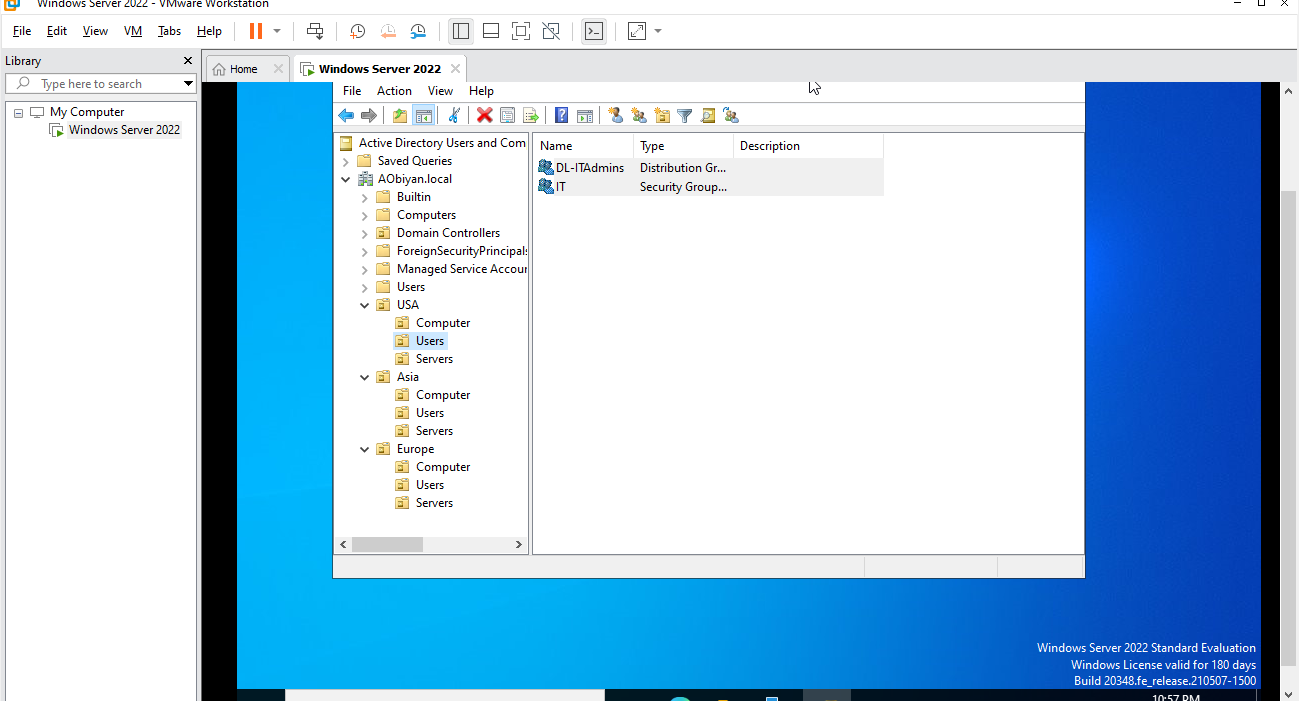 Windows Server 2022 - VMware Workstation
File Edit View VM Tabs Help
Library
Home
Windows Server 2022
Type here to search
My Computer
Windows Server 2022
File Action View Help
Active Directory Users and Com
Saved Queries
AObiyan.local
Builtin
Computers
Domain Controllers
ForeignSecurityPrincipals
Managed Service Accour
Users
USA
Computer
Users
Servers
Asia
Computer
Users
Servers
Europe
Computer
Users
Servers
Name Type Description
DL-ITAdmins Distribution Gr...
IT Security Group...
Windows Server 2022 Standard Evaluation
Windows License valid for 180 days
Build 20348.fe_release.210507-1500
10:57 PM